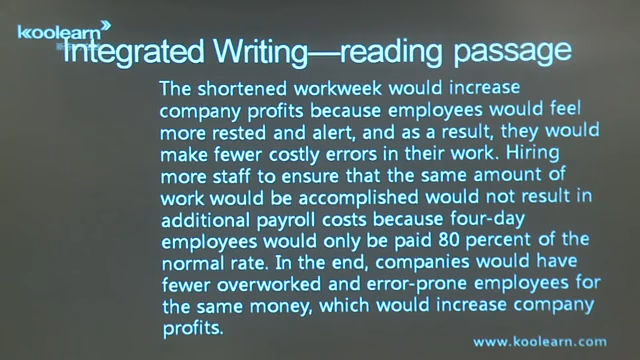 koolearn
Integrated Writing—reading passage
The shortened workweek would increase
company profits because employees would feel
more rested and alert, and as a result, they would
make fewer costly errors in their work. Hiring
more staff to ensure that the same amount of
work would be accomplished would not result in
additional payroll costs because four-day
employees would only be paid 80 percent of the
normal rate. In the end, companies would have
fewer overworked and error-prone employees for
the same money, which would increase company
profits.
www.koolearn.com